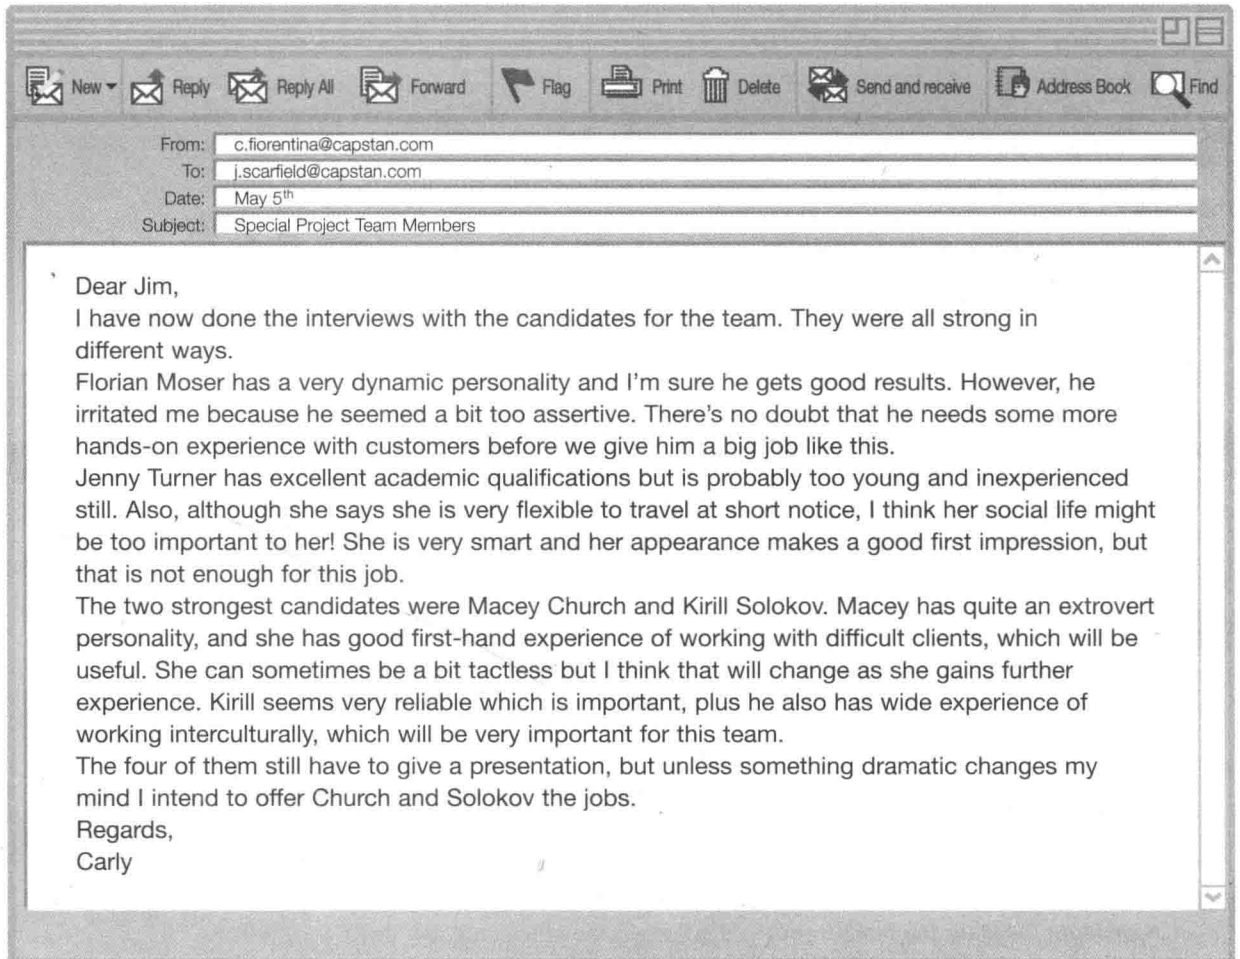 New
Reply
Reply All
Forward
Flag
Print
Delete
Send and receive
Address Book
Find
From: c.fiorentina@capstan.com
To: j.scarfield@capstan.com
Date: May 5th
Subject: Special Project Team Members
Dear Jim,
I have now done the interviews with the candidates for the team. They were all strong in
different ways.
Florian Moser has a very dynamic personality and I'm sure he gets good results. However, he
irritated me because he seemed a bit too assertive. There's no doubt that he needs some more
hands-on experience with customers before we give him a big job like this.
Jenny Turner has excellent academic qualifications but is probably too young and inexperienced
still. Also, although she says she is very flexible to travel at short notice, I think her social life might
be too important to her! She is very smart and her appearance makes a good first impression, but
that is not enough for this job.
The two strongest candidates were Macey Church and Kirill Solokov. Macey has quite an extrovert
personality, and she has good first-hand experience of working with difficult clients, which will be
useful. She can sometimes be a bit tactless but I think that will change as she gains further
experience. Kirill seems very reliable which is important, plus he also has wide experience of
working interculturally, which will be very important for this team.
The four of them still have to give a presentation, but unless something dramatic changes my
mind I intend to offer Church and Solokov the jobs.
Regards,
Carly